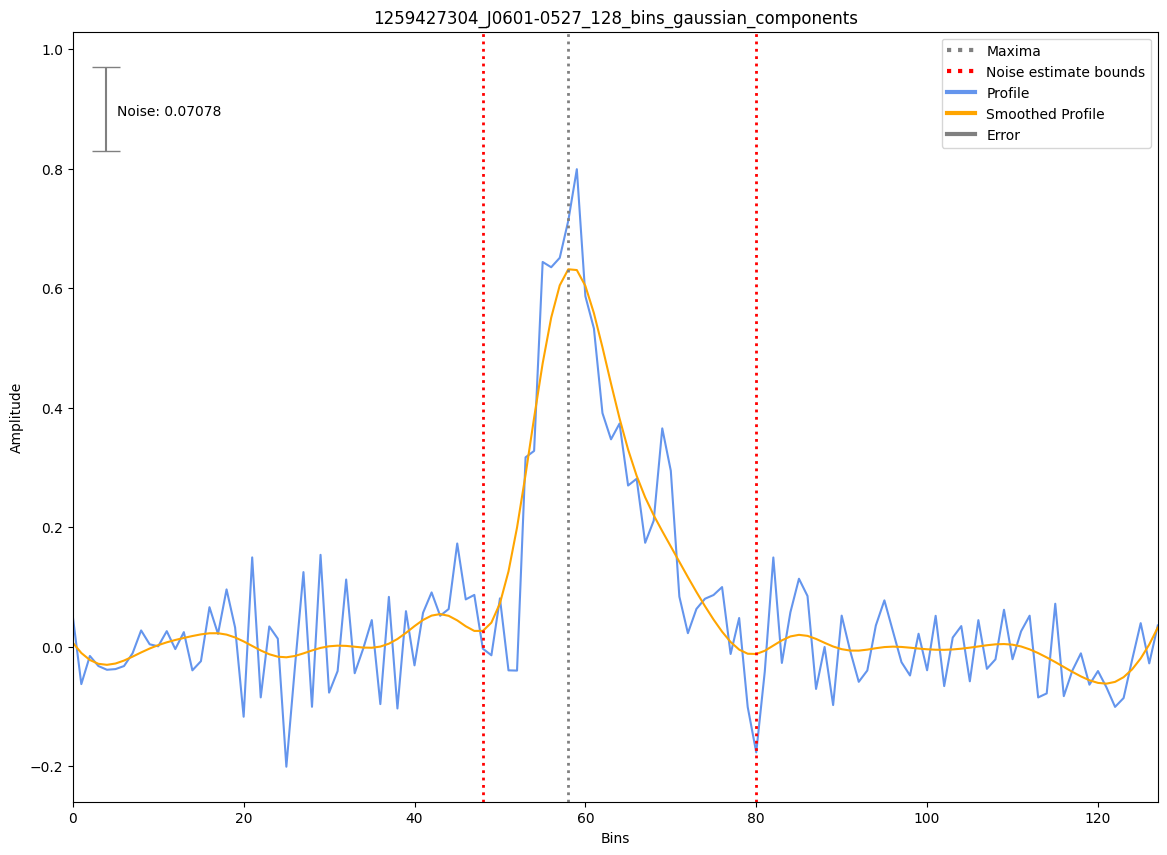 1259427304_J0601-0527_128_bins_gaussian_components
1.0
0.8
0.6
0.4
0.2
0.0
−0.2
Amplitude
Noise: 0.07078
Maxima
Noise estimate bounds
Profile
Smoothed Profile
Error
0 20 40 60 80 100 120
Bins